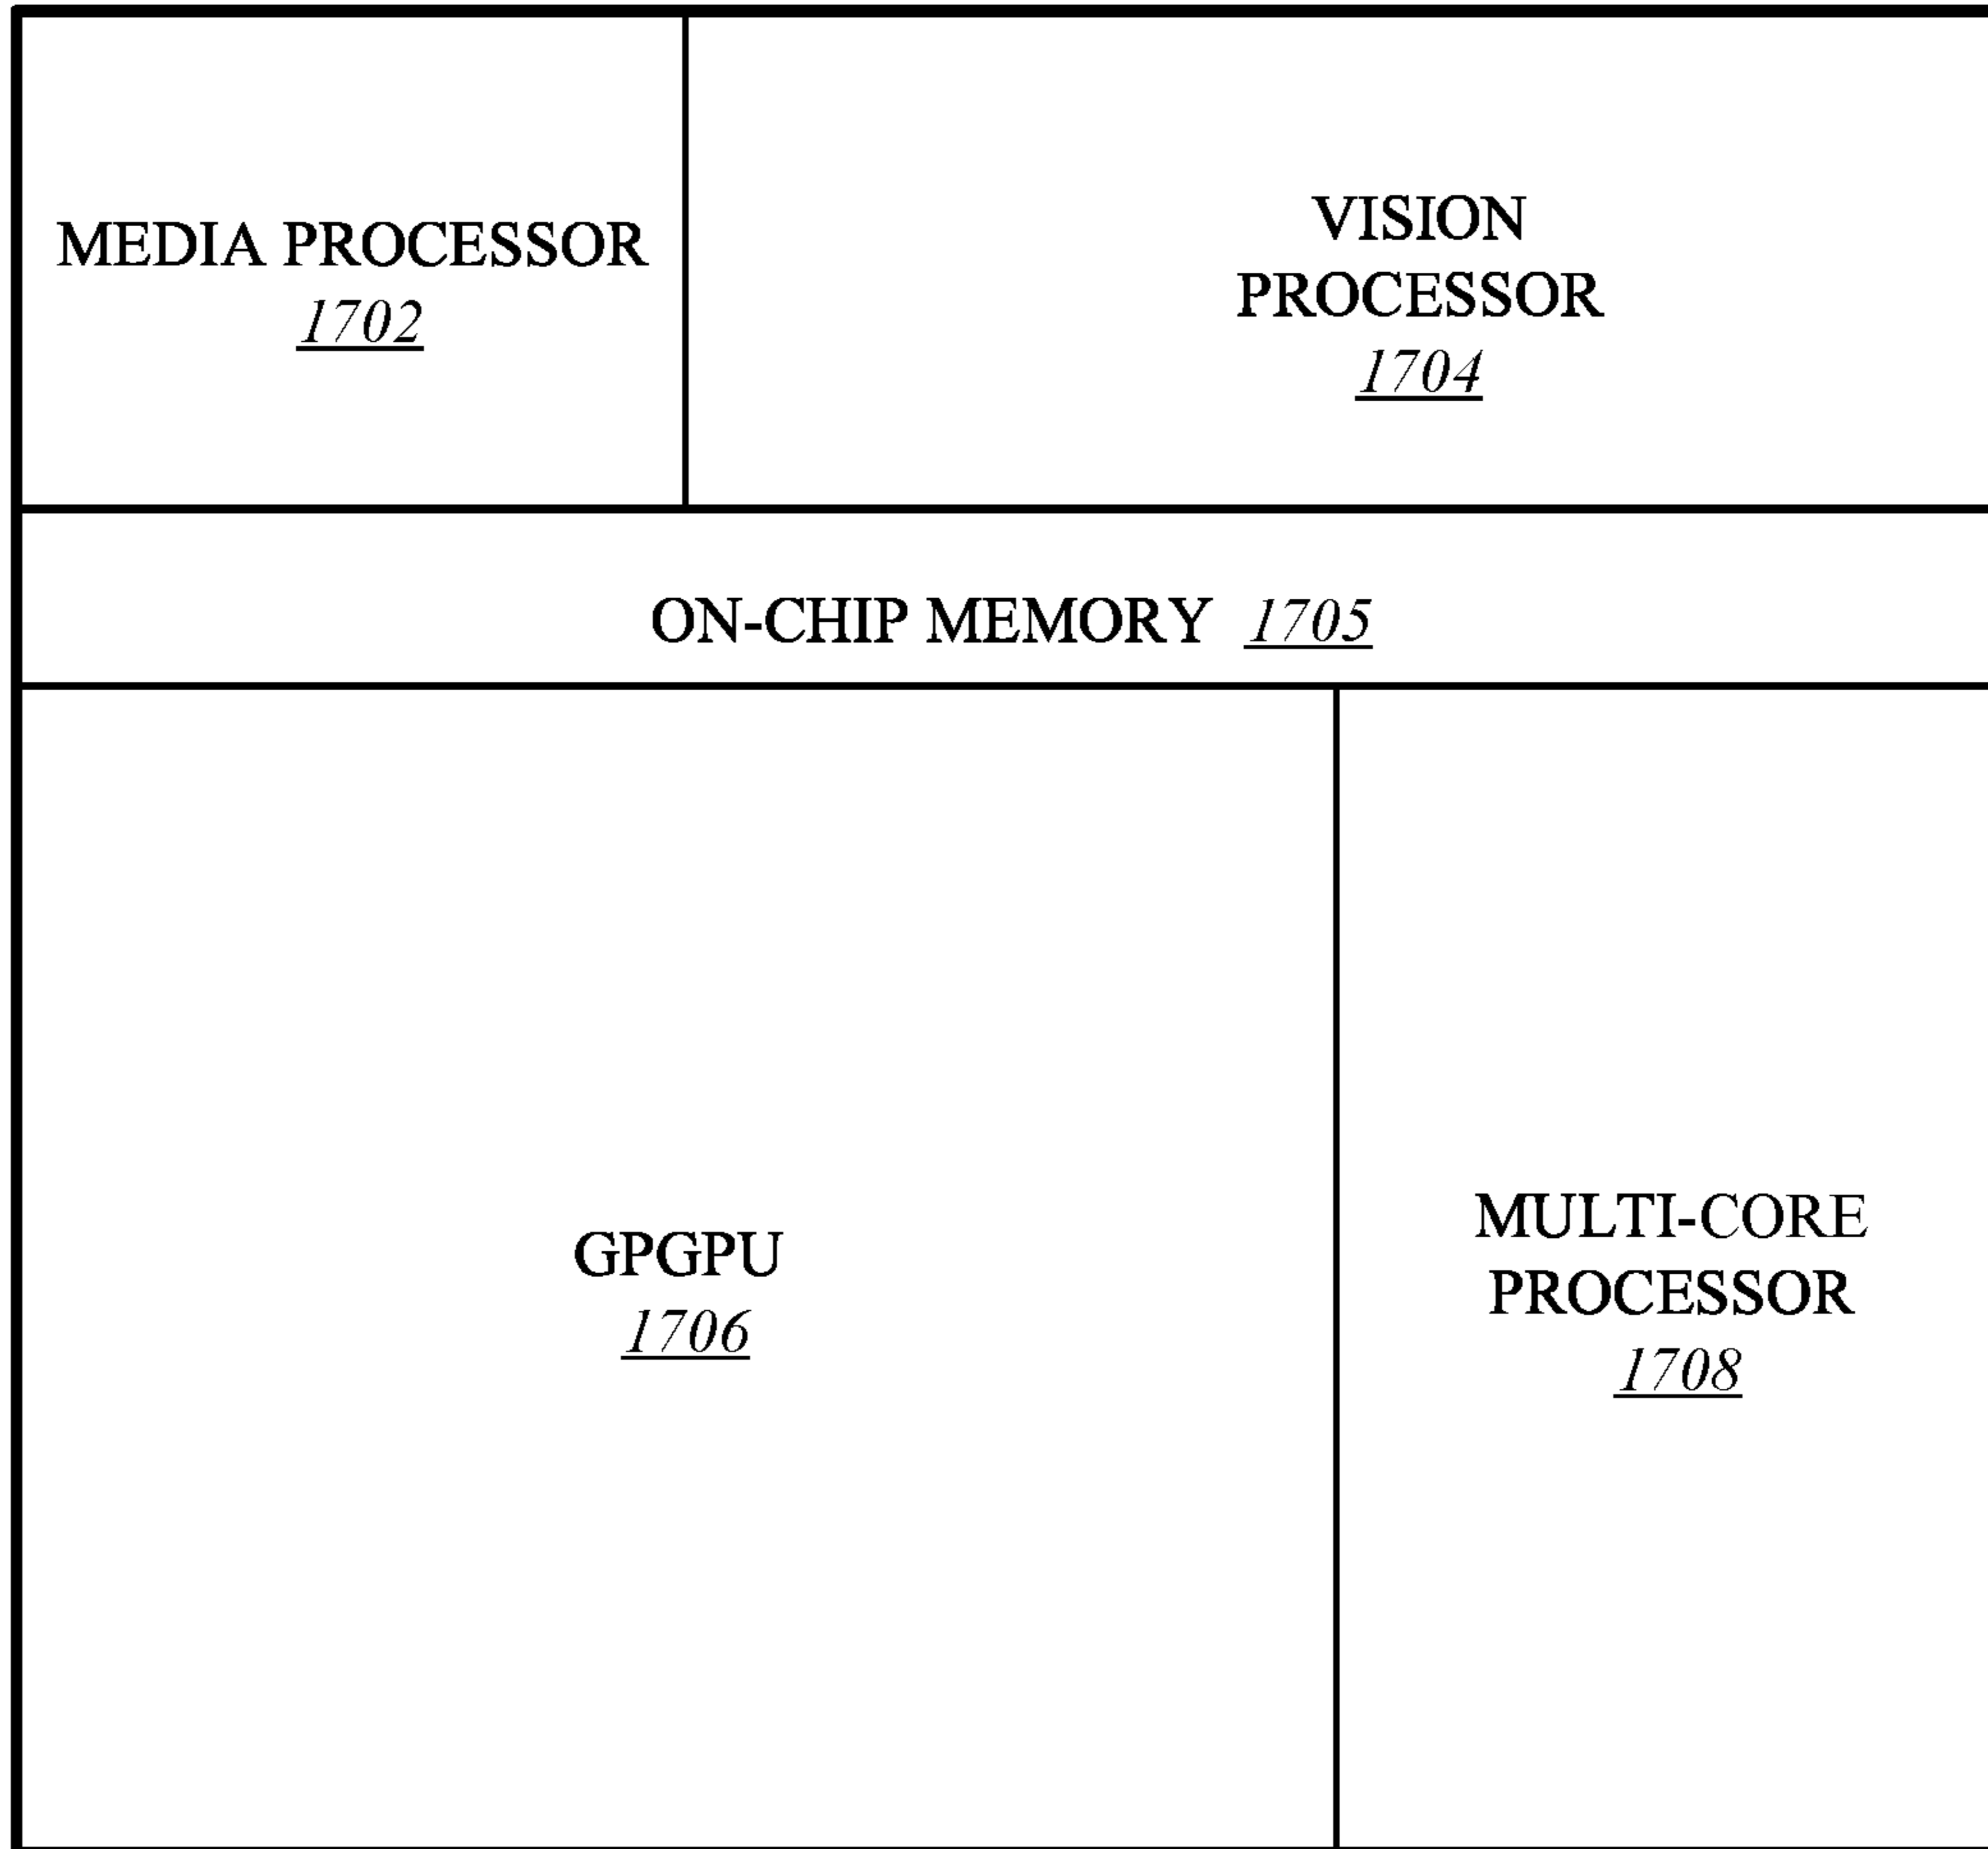 MEDIA PROCESSOR
1702
VISION
PROCESSOR
1704
ON-CHIP MEMORY 1705
GPGPU
1706
MULTI-CORE
PROCESSOR
1708